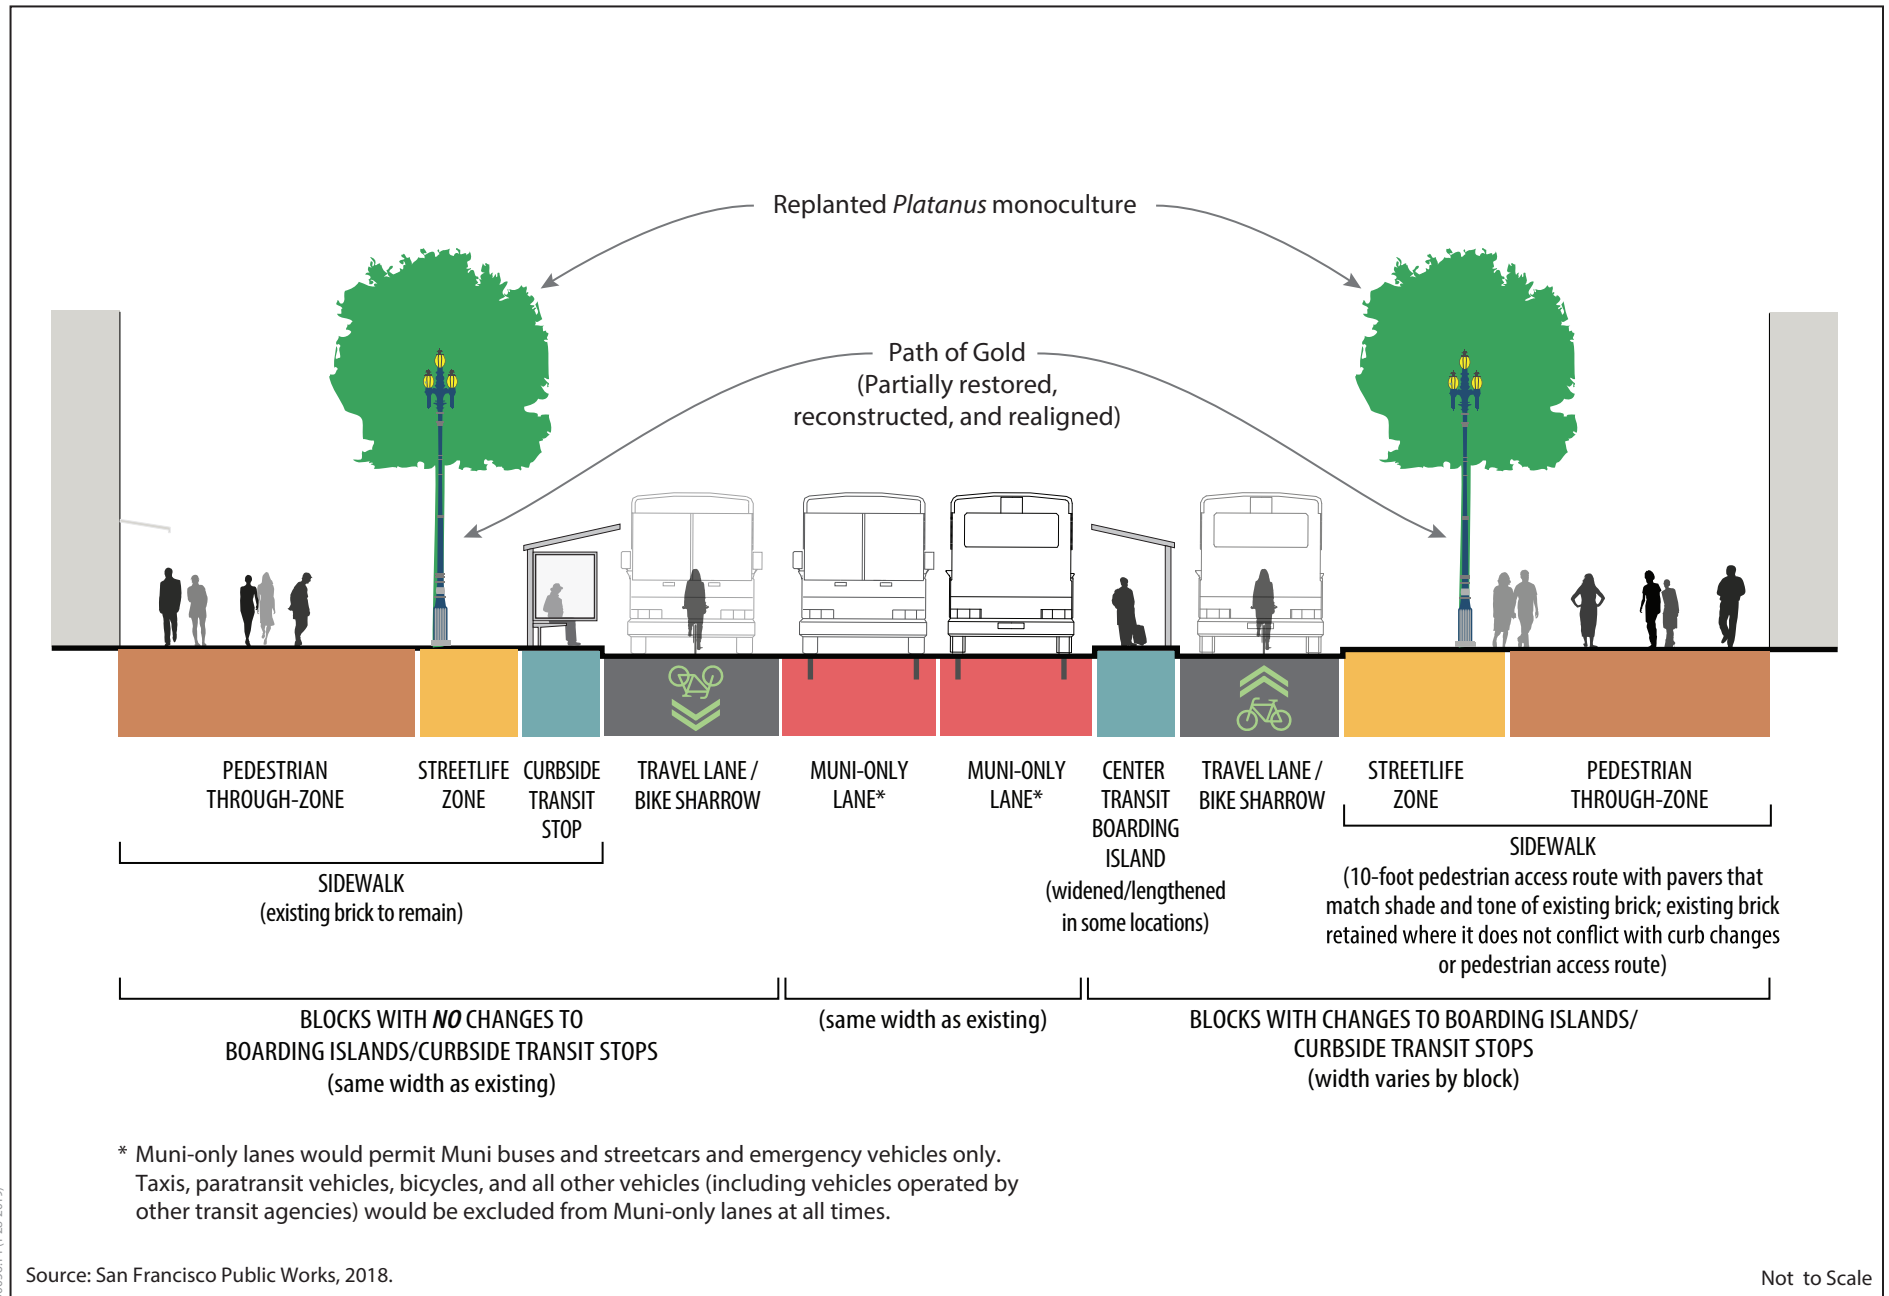 Replanted Platanus monoculture
Path of Gold
(Partially restored,
reconstructed, and realigned)
PEDESTRIAN
THROUGH-ZONE
STREETLIFE
ZONE
CURBSIDE
TRANSIT
STOP
TRAVEL LANE /
BIKE SHARROW
MUNI-ONLY
LANE*
MUNI-ONLY
LANE*
CENTER
TRANSIT
BOARDING
ISLAND
(widened/lengthened
in some locations)
TRAVEL LANE /
BIKE SHARROW
STREETLIFE
ZONE
PEDESTRIAN
THROUGH-ZONE
SIDEWALK
(existing brick to remain)
SIDEWALK
(10-foot pedestrian access route with pavers that
match shade and tone of existing brick; existing brick
retained where it does not conflict with curb changes
or pedestrian access route)
BLOCKS WITH NO CHANGES TO
BOARDING ISLANDS/CURBSIDE TRANSIT STOPS
(same width as existing)
(same width as existing)
BLOCKS WITH CHANGES TO BOARDING ISLANDS/
CURBSIDE TRANSIT STOPS
(width varies by block)
* Muni-only lanes would permit Muni buses and streetcars and emergency vehicles only.
Taxis, paratransit vehicles, bicycles, and all other vehicles (including vehicles operated by
other transit agencies) would be excluded from Muni-only lanes at all times.
Source: San Francisco Public Works, 2018.
Not to Scale